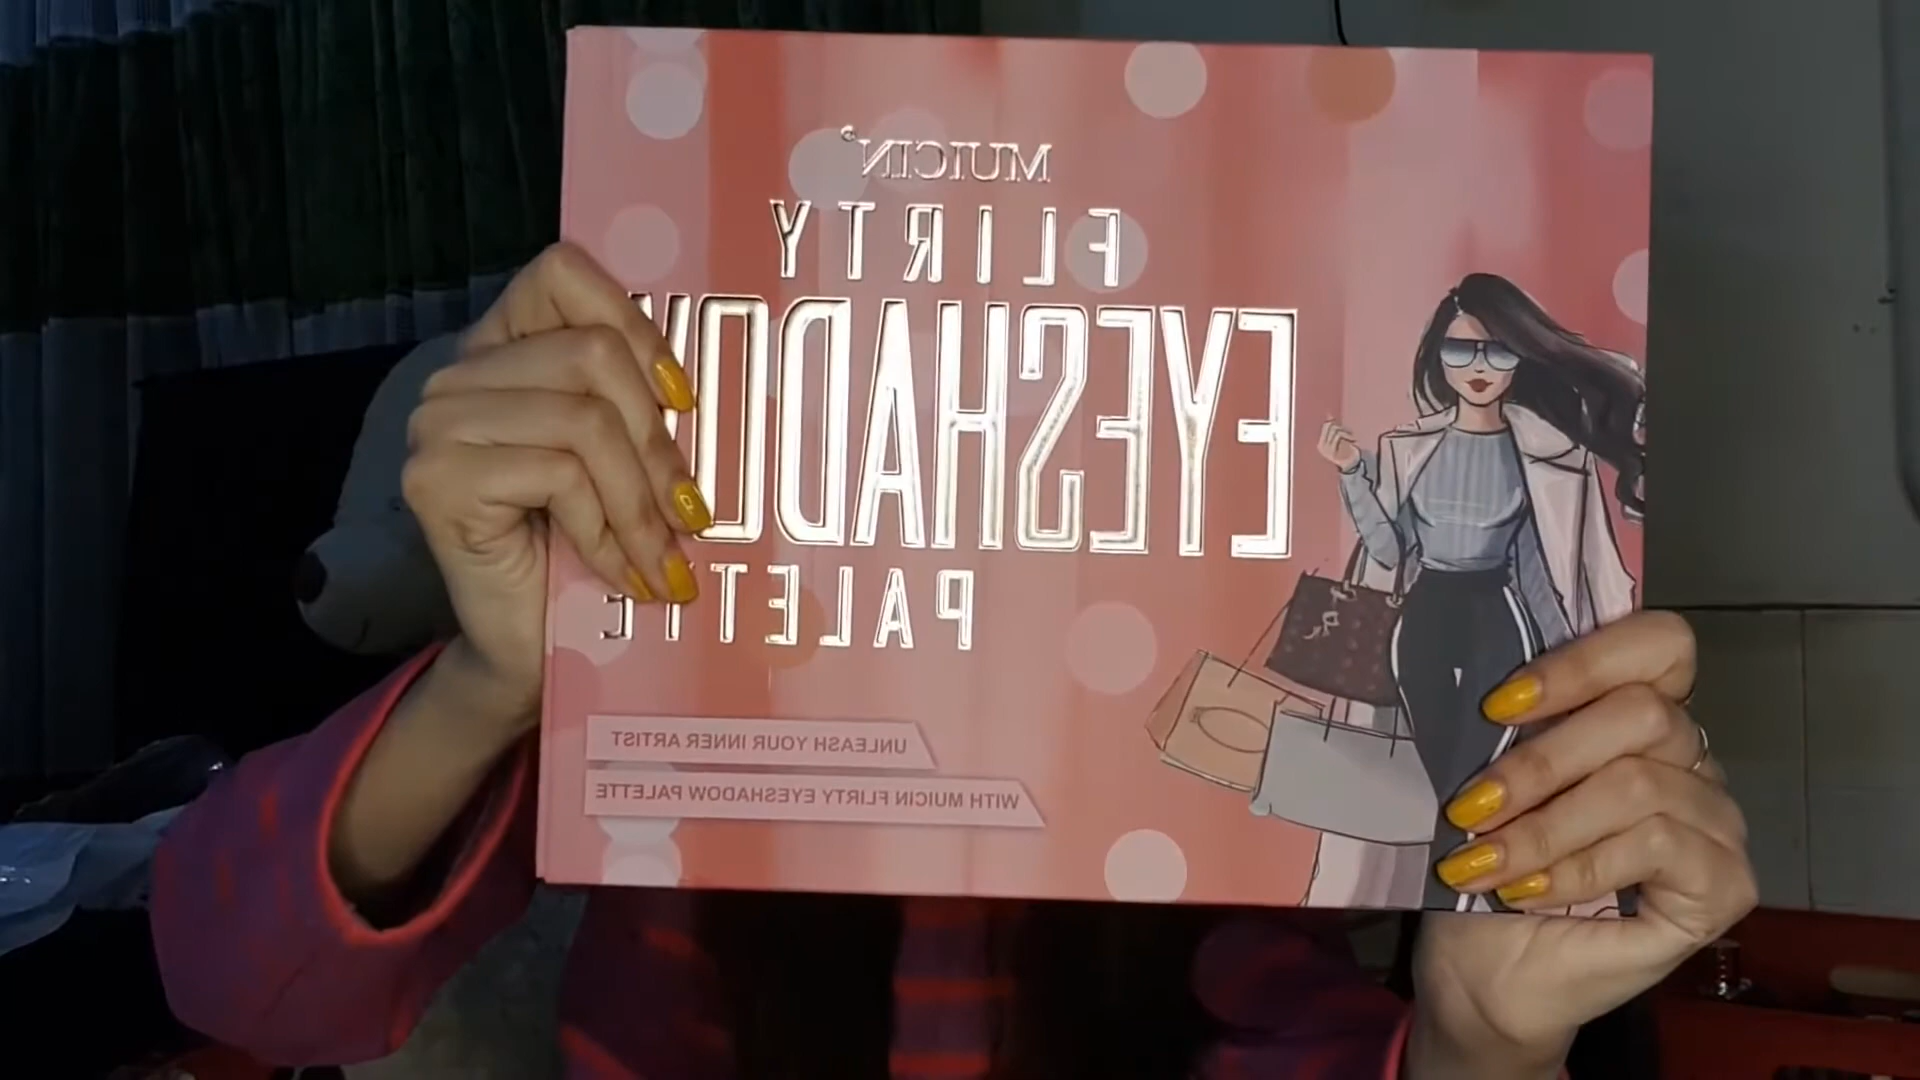 MUICIN
FLIRTY
EYESHADOW
PALETTE
UNLEASH YOUR INNER ARTIST
WITH MUICIN FLIRTY EYESHADOW PALETTE